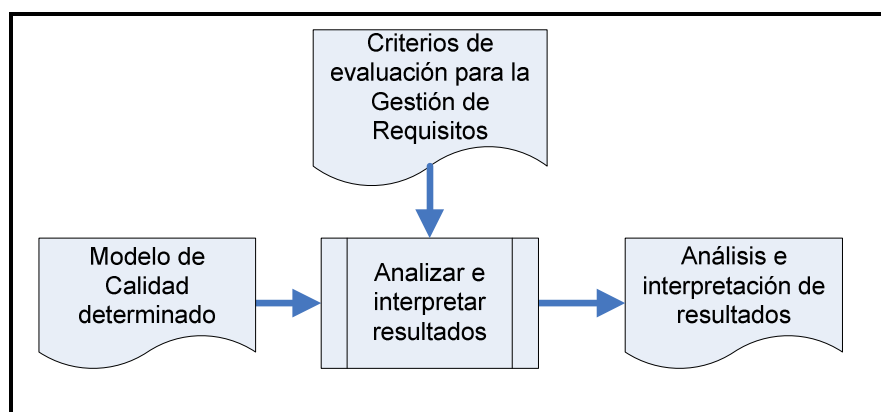 Criterios de
evaluación para la
Gestión de
Requisitos
Modelo de
Calidad
determinado
Analizar e
interpretar
resultados
Análisis e
interpretación de
resultados